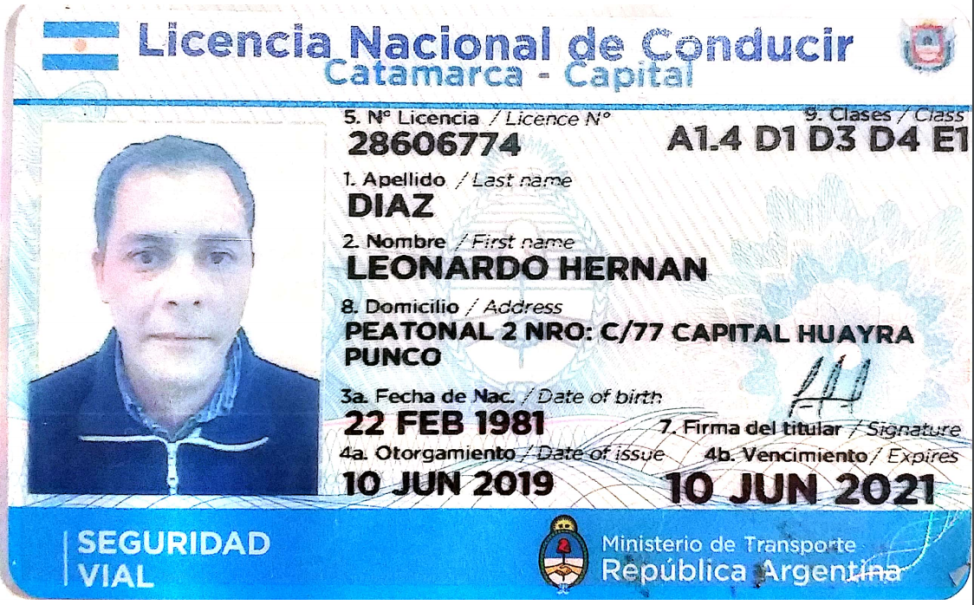 Licencia Nacional de Conducir
Catamarca - Capital
5. Nº Licencia / Licence Nº
9. Clases / Class
28606774
A1.4 D1 D3 D4 E1
1. Apellido / Last name
DIAZ
2. Nombre / First name
LEONARDO HERNAN
8. Domicilio / Address
PEATONAL 2 NRO: C/77 CAPITAL HUAYRA
PUNCO
3a. Fecha de Nac. / Date of birth
22 FEB 1981
7. Firma del titular / Signature
4a. Otorgamiento / Date of issue
4b. Vencimiento / Expires
10 JUN 2019
10 JUN 2021
SEGURIDAD
VIAL
Ministerio de Transporte
República Argentina